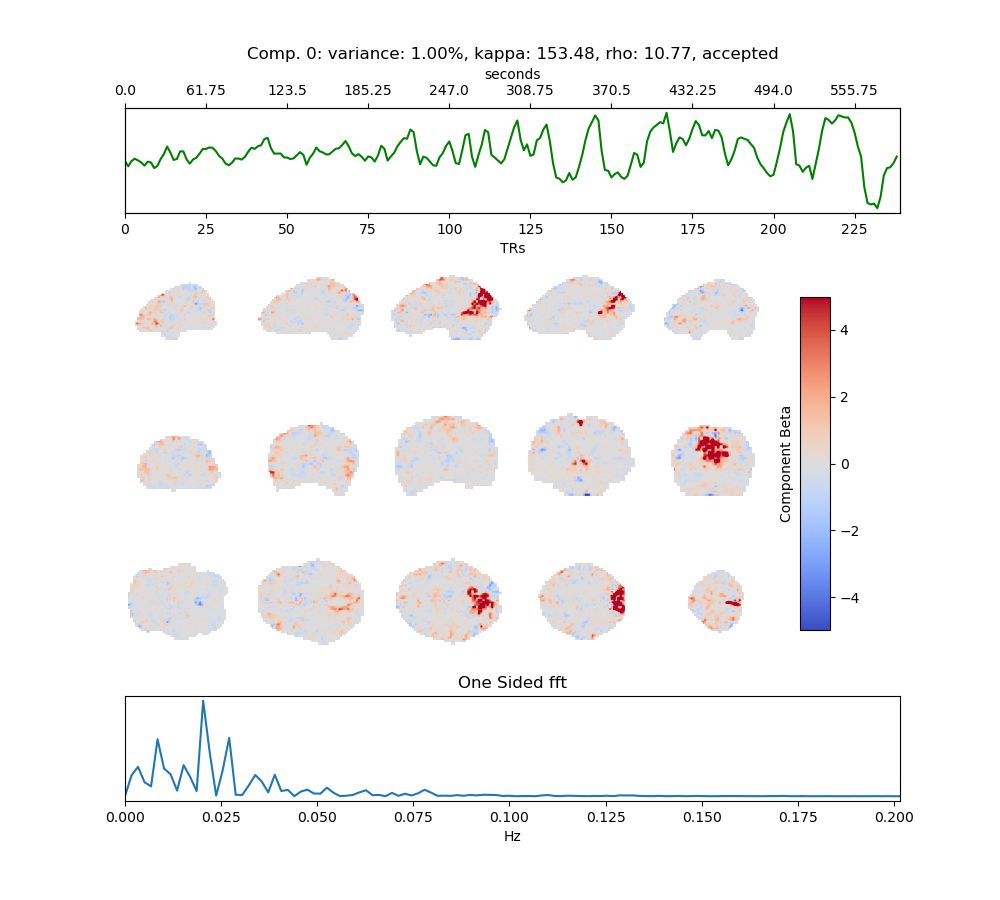 Comp. 0: variance: 1.00%, kappa: 153.48, rho: 10.77, accepted
seconds
0.0 61.75 123.5 185.25 247.0 308.75 370.5 432.25 494.0 555.75
0 25 50 75 100 125 150 175 200 225
TRs
4
2
0
−2
−4
Component Beta
One Sided fft
0.000 0.025 0.050 0.075 0.100 0.125 0.150 0.175 0.200
Hz